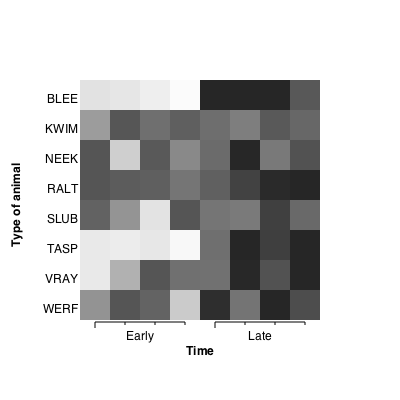 BLEE
KWIM
NEEK
RALT
SLUB
TASP
VRAY
WERF
Type of animal
Early Late
Time